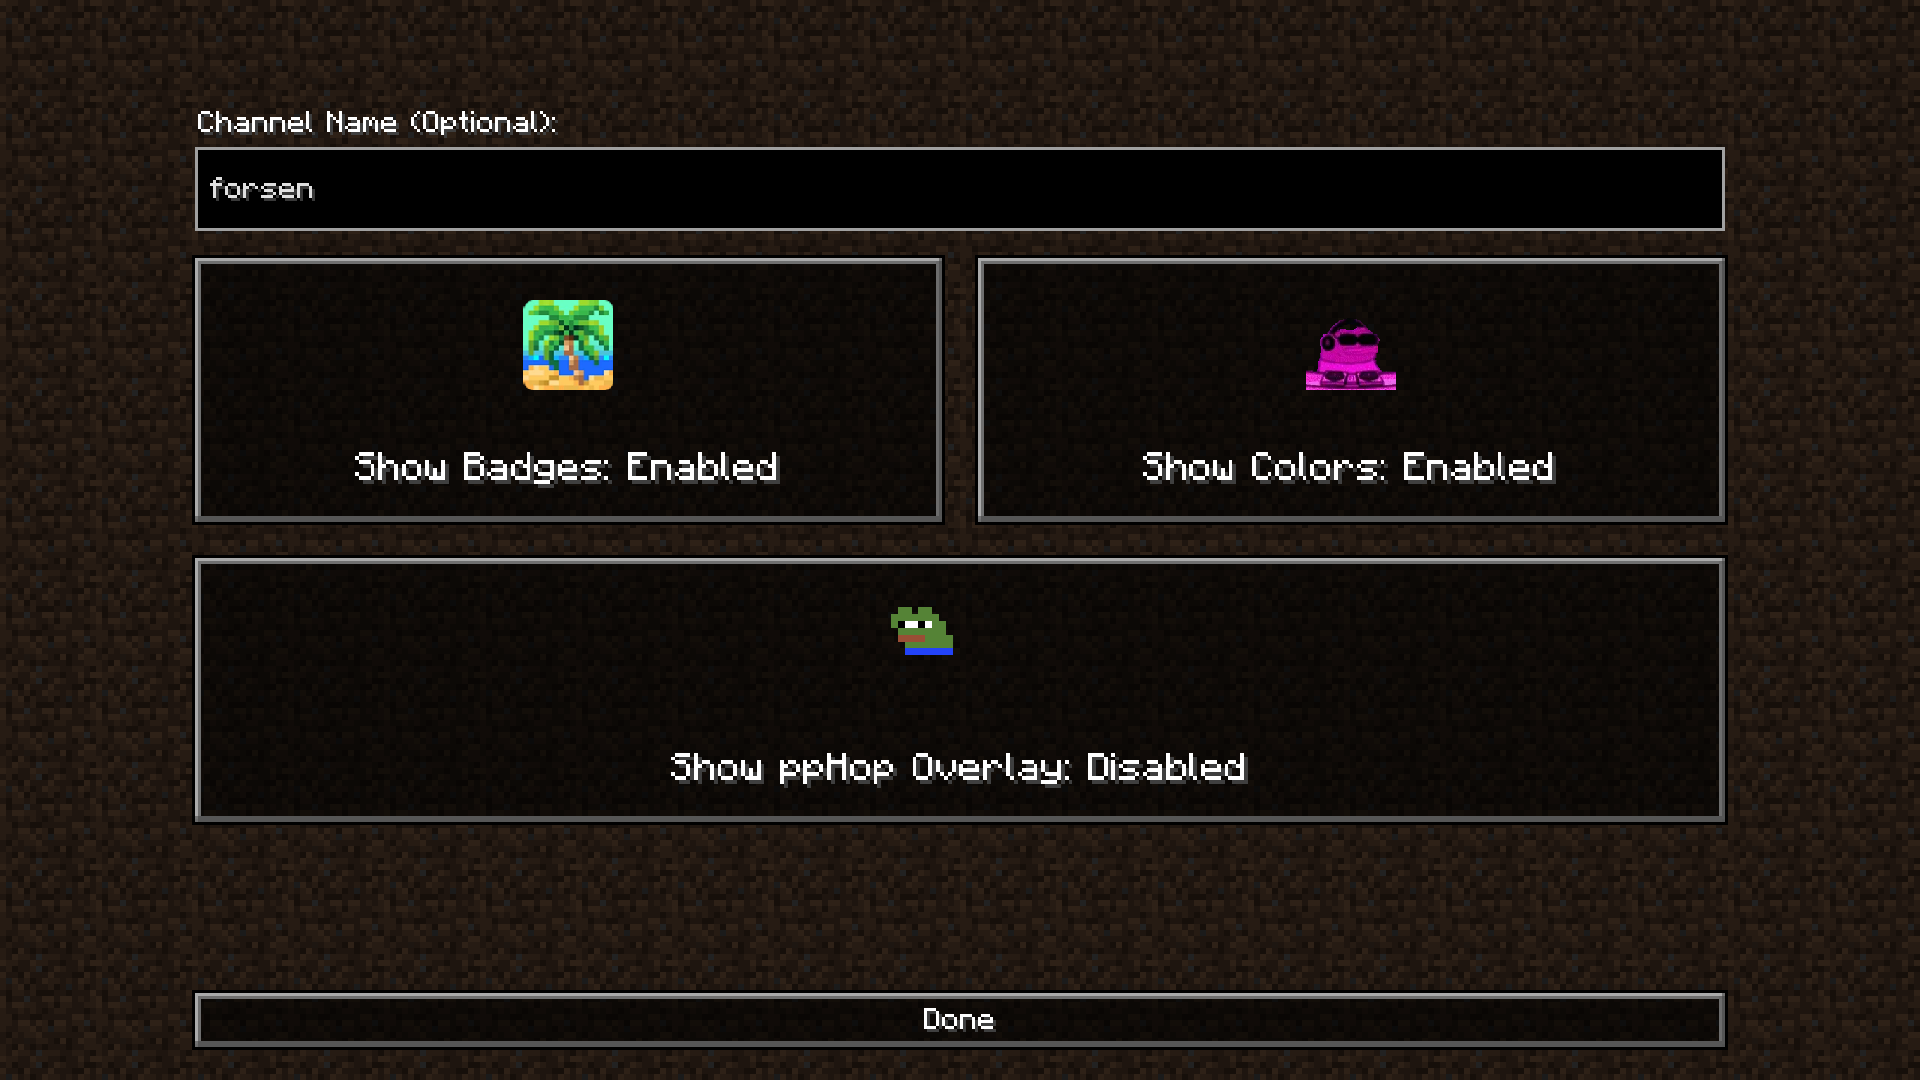 Channel Name (Optional):
forsen
Show Badges: Enabled
Show Colors: Enabled
Show ppHop Overlay: Disabled
Done